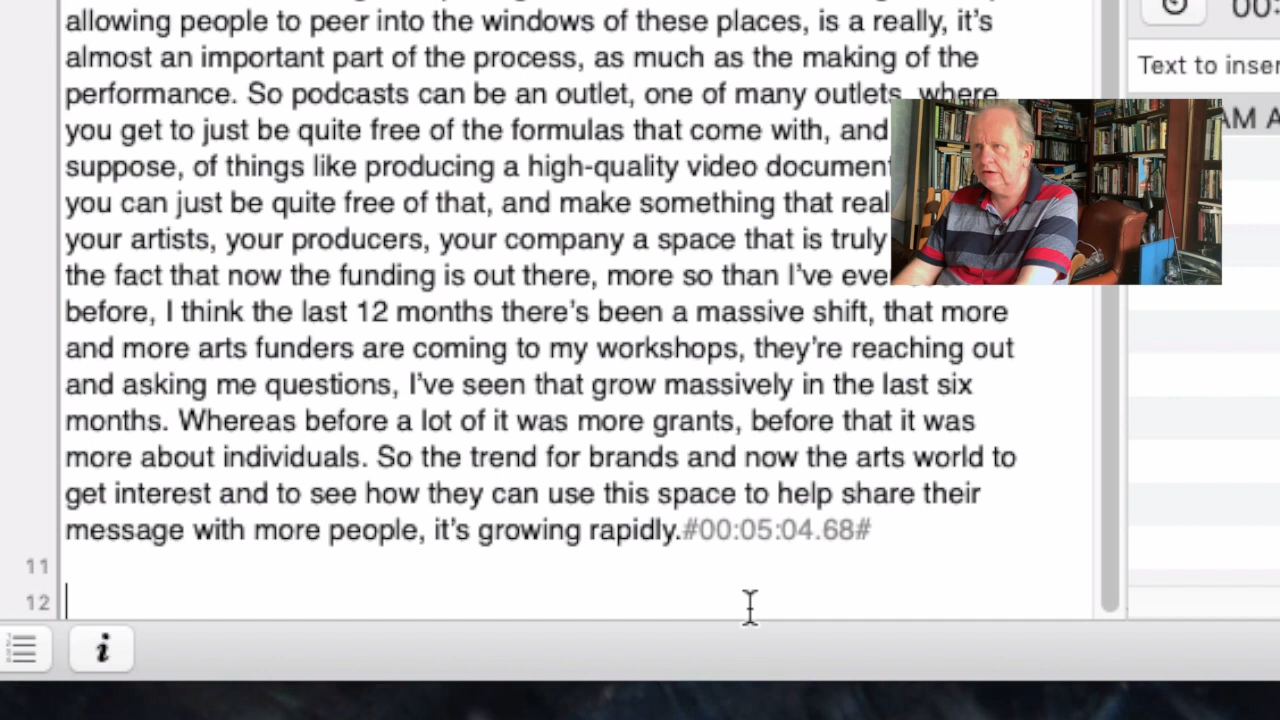 allowing people to peer into the windows of these places, is a really, it's
almost an important part of the process, as much as the making of the
performance. So podcasts can be an outlet, one of many outlets, where
you get to just be quite free of the formulas that come with, and
suppose, of things like producing a high-quality video document
you can just be quite free of that, and make something that real
your artists, your producers, your company a space that is truly
the fact that now the funding is out there, more so than I've eve
before, I think the last 12 months there's been a massive shift, that more
and more arts funders are coming to my workshops, they're reaching out
and asking me questions, I've seen that grow massively in the last six
months. Whereas before a lot of it was more grants, before that it was
more about individuals. So the trend for brands and now the arts world to
get interest and to see how they can use this space to help share their
message with more people, it's growing rapidly.#00:05:04.68#
11
12
i
00:
Text to inser
AM A